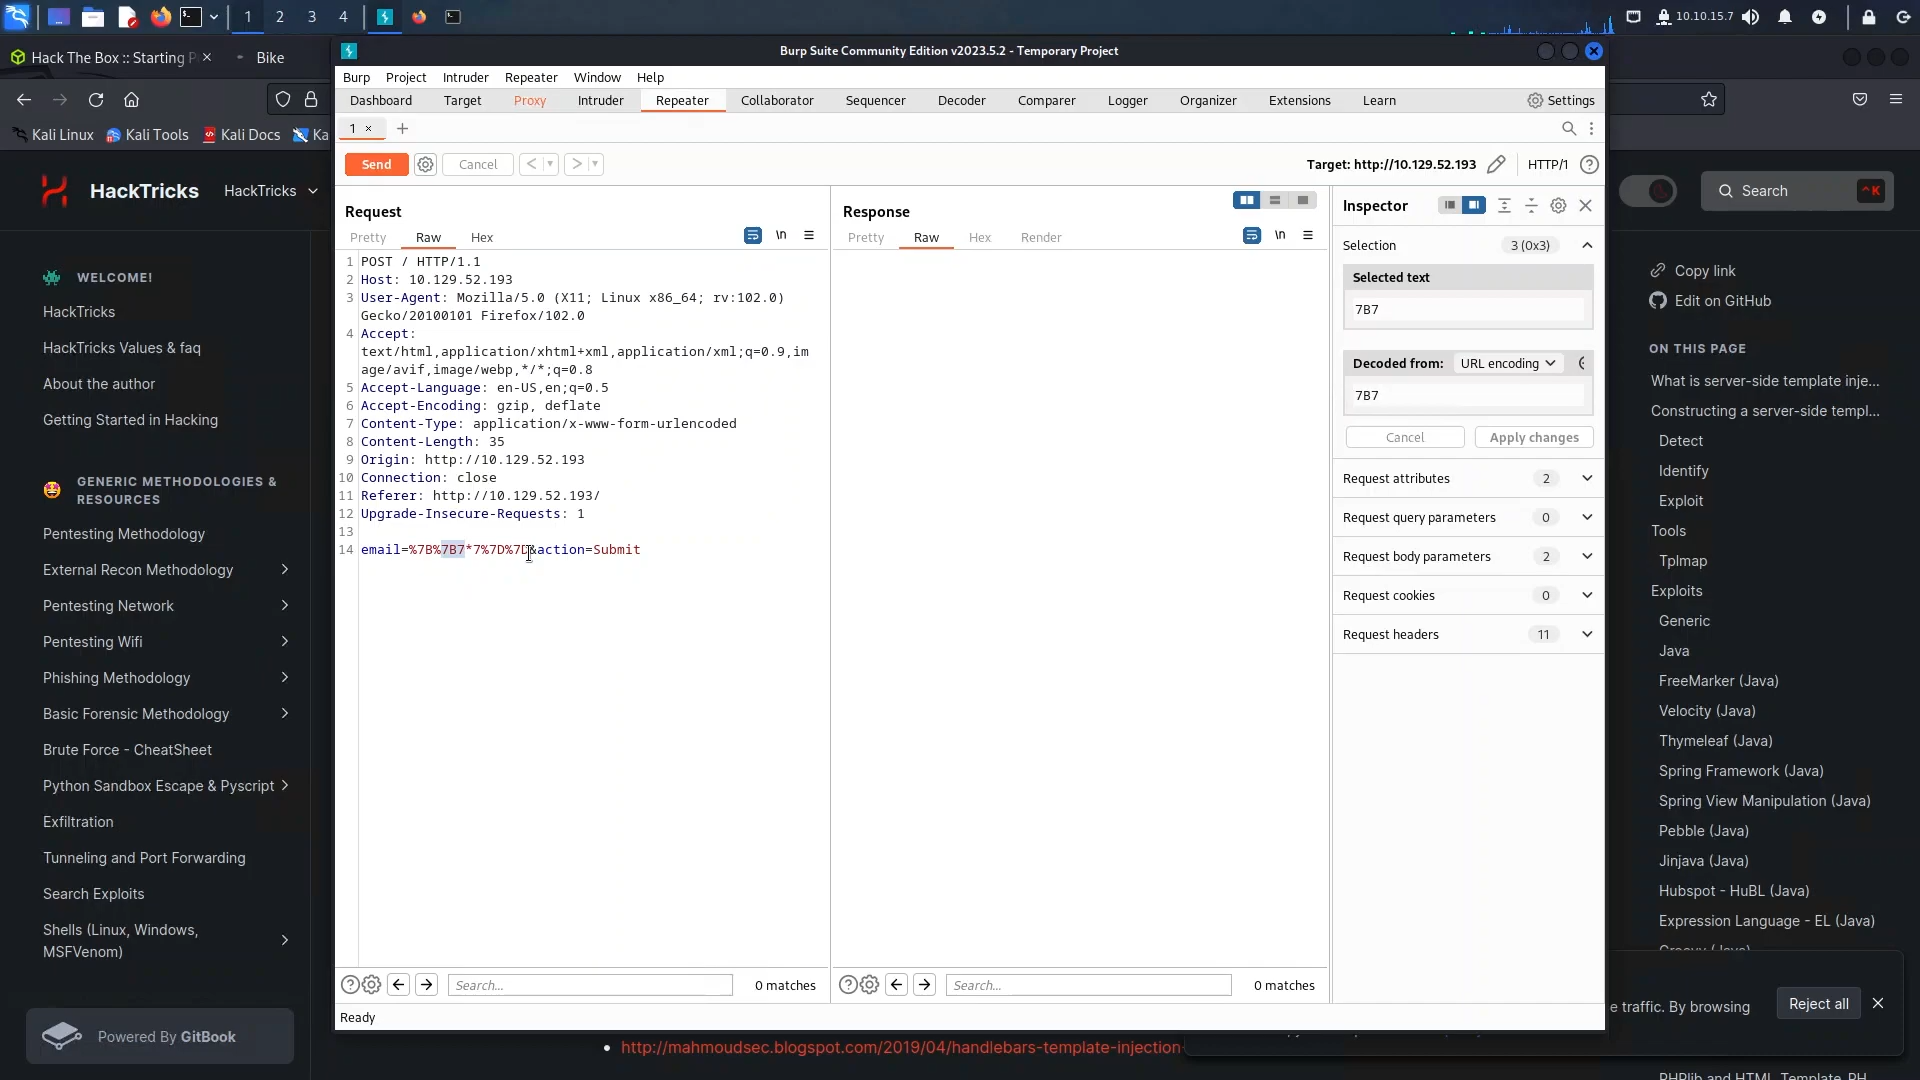 1
2
3
4
10.10.15.7
Hack The Box :: Starting P
Bike
Kali Linux
Kali Tools
Kali Docs
Ka
HackTricks
HackTricks
Search
^K
WELCOME!
HackTricks
HackTricks Values & faq
About the author
Getting Started in Hacking
GENERIC METHODOLOGIES &
RESOURCES
Pentesting Methodology
External Recon Methodology
Pentesting Network
Pentesting Wifi
Phishing Methodology
Basic Forensic Methodology
Brute Force - CheatSheet
Python Sandbox Escape & Pyscript
Exfiltration
Tunneling and Port Forwarding
Search Exploits
Shells (Linux, Windows,
MSFVenom)
Powered By GitBook
Burp Suite Community Edition v2023.5.2 - Temporary Project
Burp Project Intruder Repeater Window Help
Dashboard Target Proxy Intruder Repeater Collaborator Sequencer Decoder Comparer Logger Organizer Extensions Learn Settings
1 × +
Send Cancel < > Target: http://10.129.52.193 HTTP/1 ?
Request
Pretty Raw Hex \n
1 POST / HTTP/1.1
2 Host: 10.129.52.193
3 User-Agent: Mozilla/5.0 (X11; Linux x86_64; rv:102.0)
Gecko/20100101 Firefox/102.0
4 Accept:
text/html,application/xhtml+xml,application/xml;q=0.9,im
age/avif,image/webp,*/*;q=0.8
5 Accept-Language: en-US,en;q=0.5
6 Accept-Encoding: gzip, deflate
7 Content-Type: application/x-www-form-urlencoded
8 Content-Length: 35
9 Origin: http://10.129.52.193
10 Connection: close
11 Referer: http://10.129.52.193/
12 Upgrade-Insecure-Requests: 1
13
14 email=%7B%7B7*7%7D%7D&action=Submit
Search...
0 matches
Response
Pretty Raw Hex Render \n
Search...
0 matches
Inspector
Selection 3 (0x3)
Selected text
7B7
Decoded from: URL encoding
7B7
Cancel Apply changes
Request attributes 2
Request query parameters 0
Request body parameters 2
Request cookies 0
Request headers 11
Ready
Copy link
Edit on GitHub
ON THIS PAGE
What is server-side template inje...
Constructing a server-side templ...
Detect
Identify
Exploit
Tools
Tplmap
Exploits
Generic
Java
FreeMarker (Java)
Velocity (Java)
Thymeleaf (Java)
Spring Framework (Java)
Spring View Manipulation (Java)
Pebble (Java)
Jinjava (Java)
Hubspot - HuBL (Java)
Expression Language - EL (Java)
Groovy (Java)
e traffic. By browsing
Reject all
http://mahmoudsec.blogspot.com/2019/04/handlebars-template-injection-